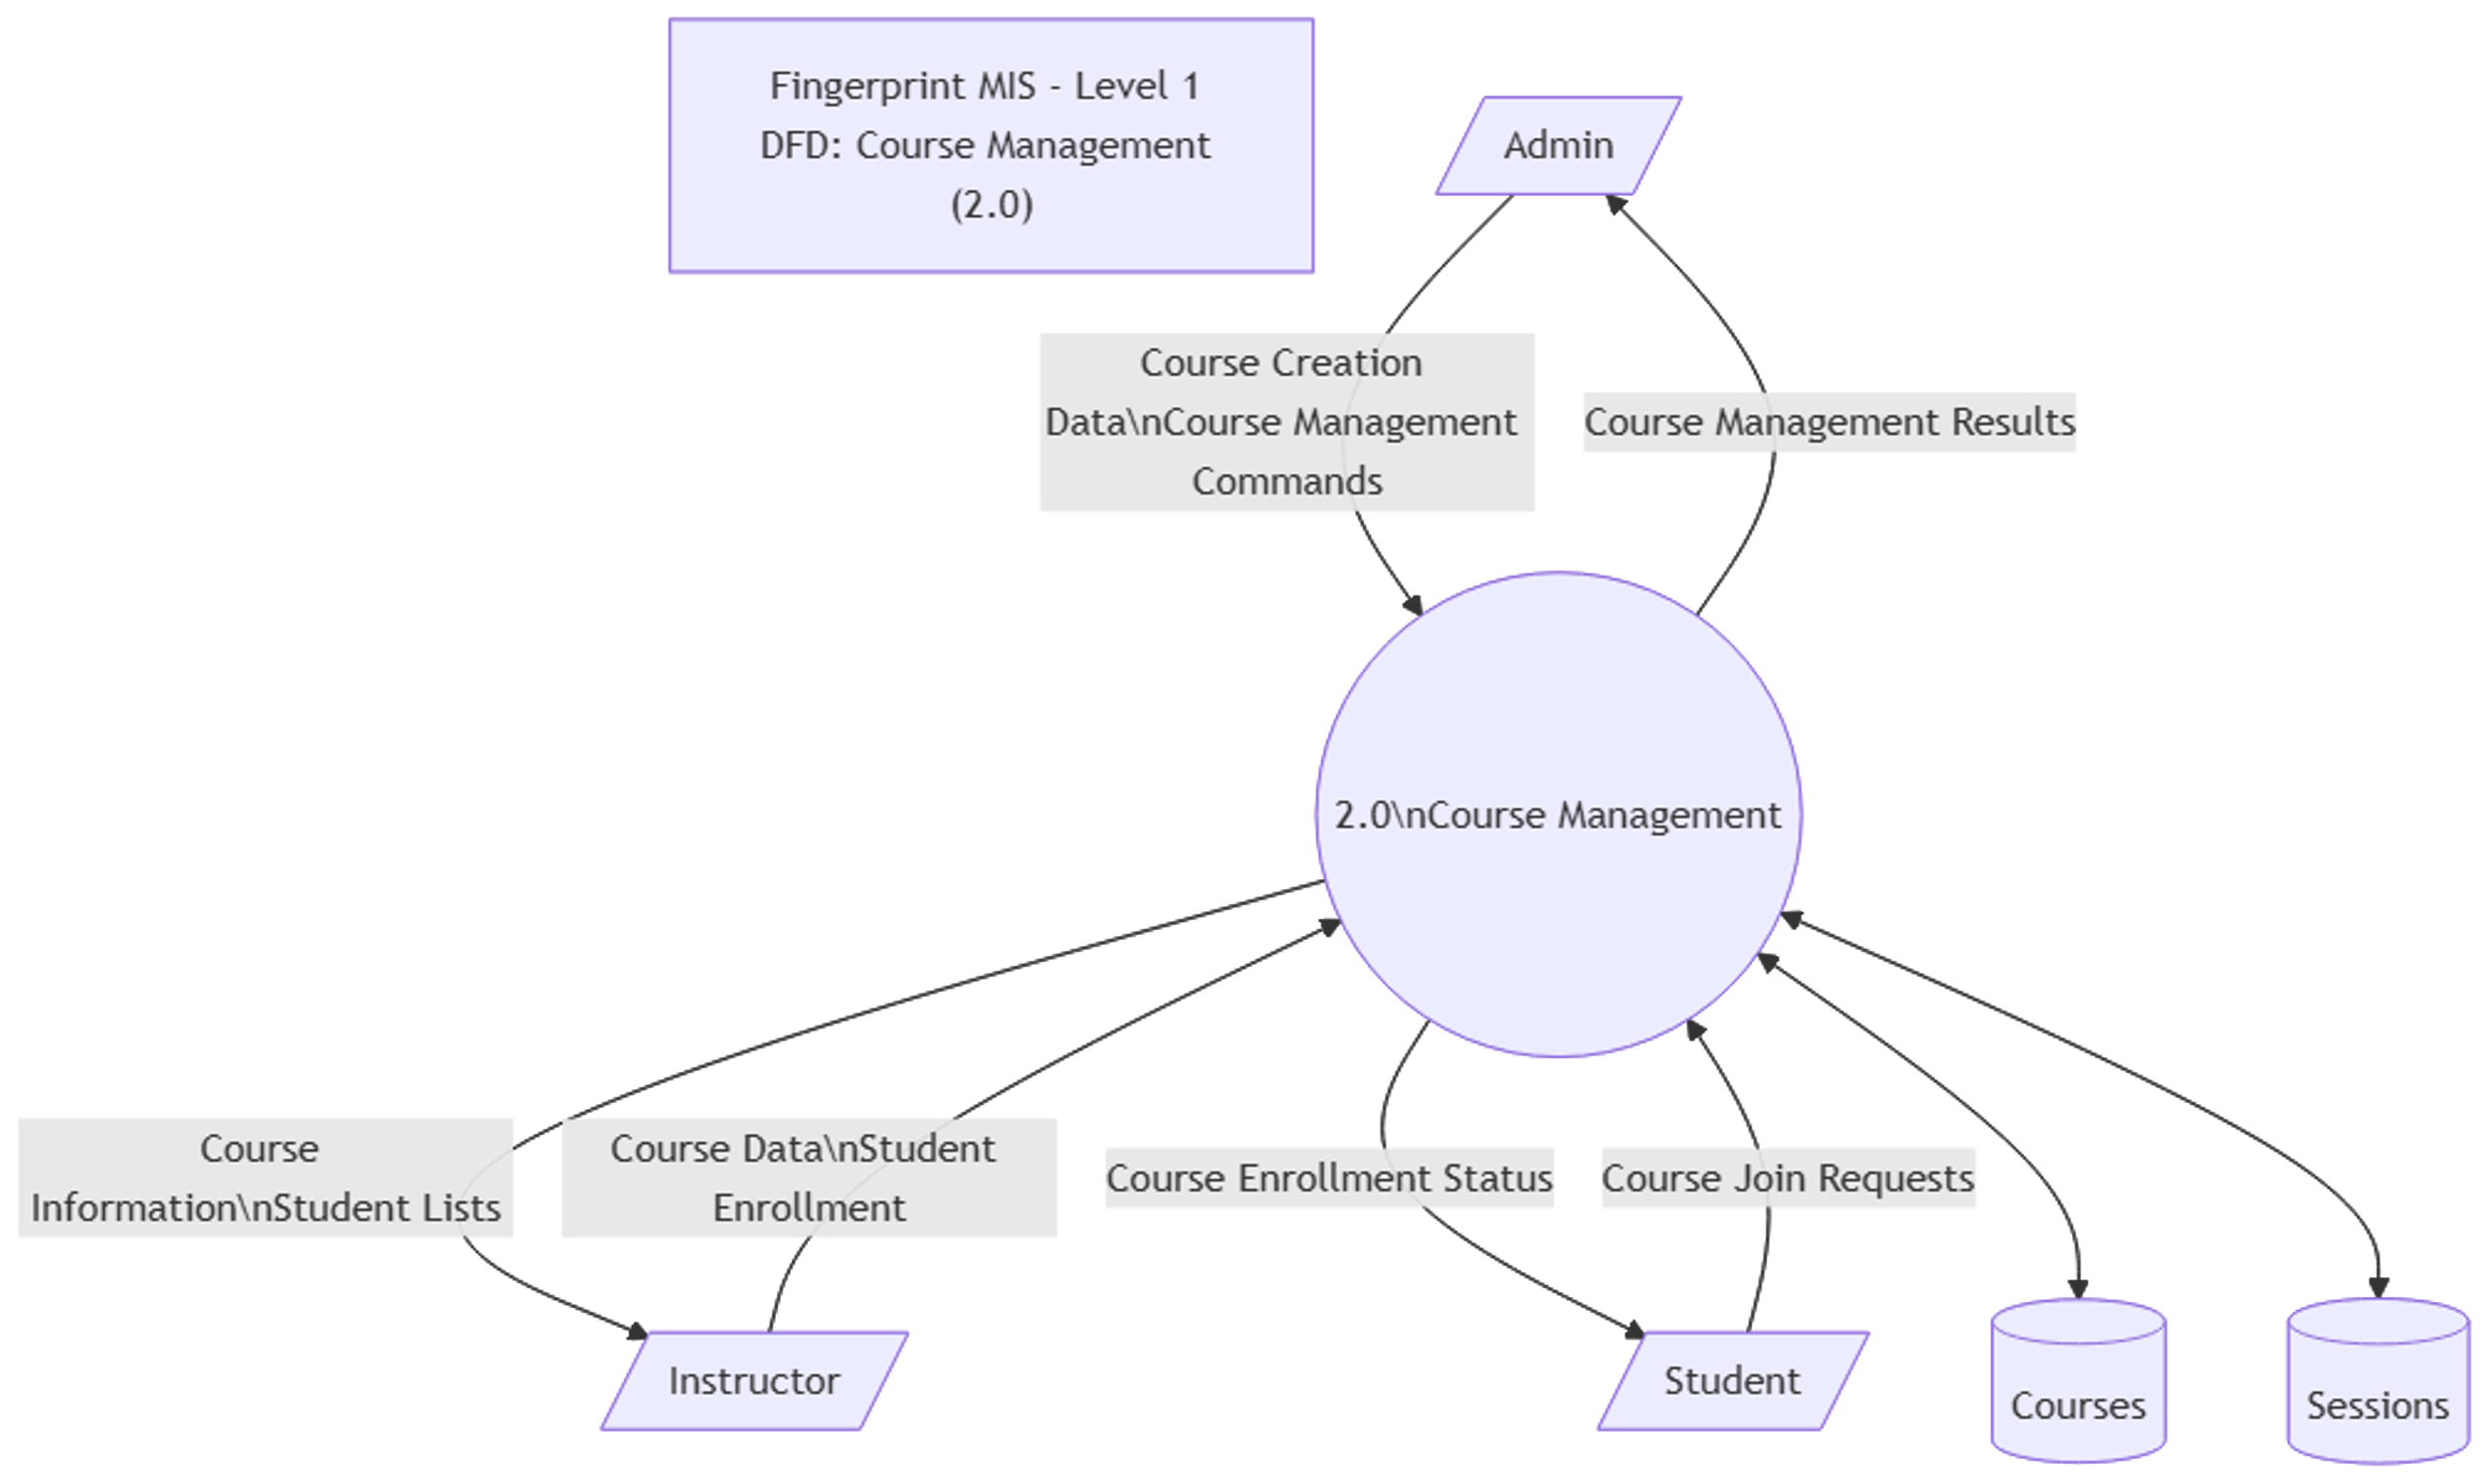 Fingerprint MIS - Level 1
DFD: Course Management
(2.0)
Admin
Course Creation
Data\nCourse Management
Commands
Course Management Results
2.0\nCourse Management
Course
Information\nStudent Lists
Course Data\nStudent
Enrollment
Course Enrollment Status
Course Join Requests
Instructor
Student
Courses
Sessions